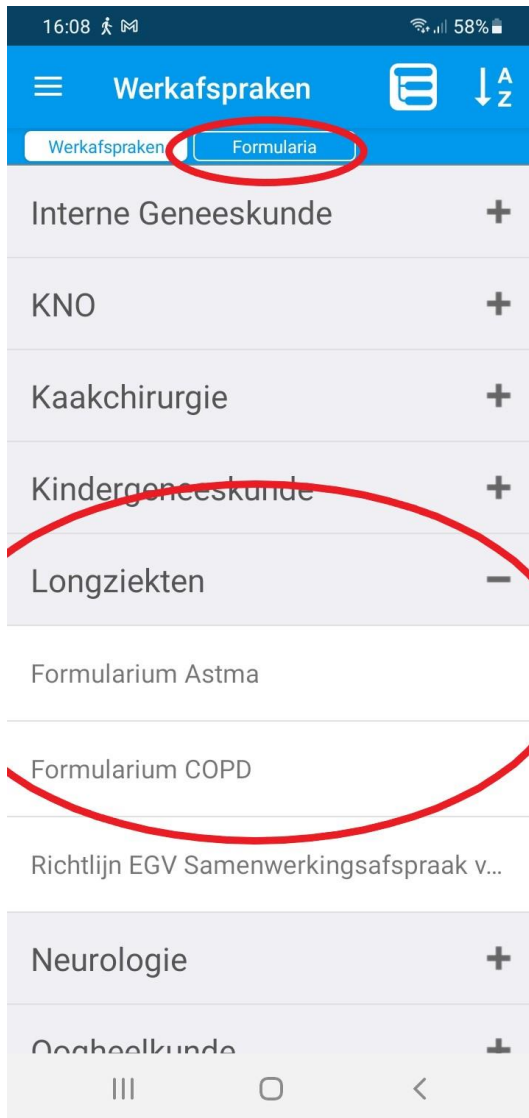 16:08 58%
Werkafspraken A Z
Werkafspraken Formularia
Interne Geneeskunde
KNO
Kaakchirurgie
Kindergeneeskunde
Longziekten
Formularium Astma
Formularium COPD
Richtlijn EGV Samenwerkingsafspraak v...
Neurologie
Oogheelkunde